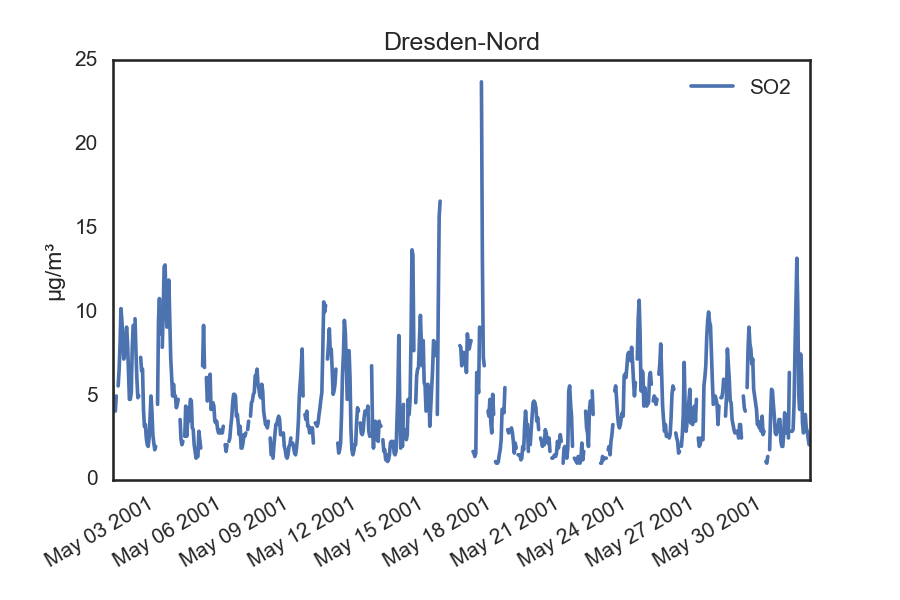 Dresden-Nord
SO2
µg/m³
25
20
15
10
5
0
May 03 2001
May 06 2001
May 09 2001
May 12 2001
May 15 2001
May 18 2001
May 21 2001
May 24 2001
May 27 2001
May 30 2001